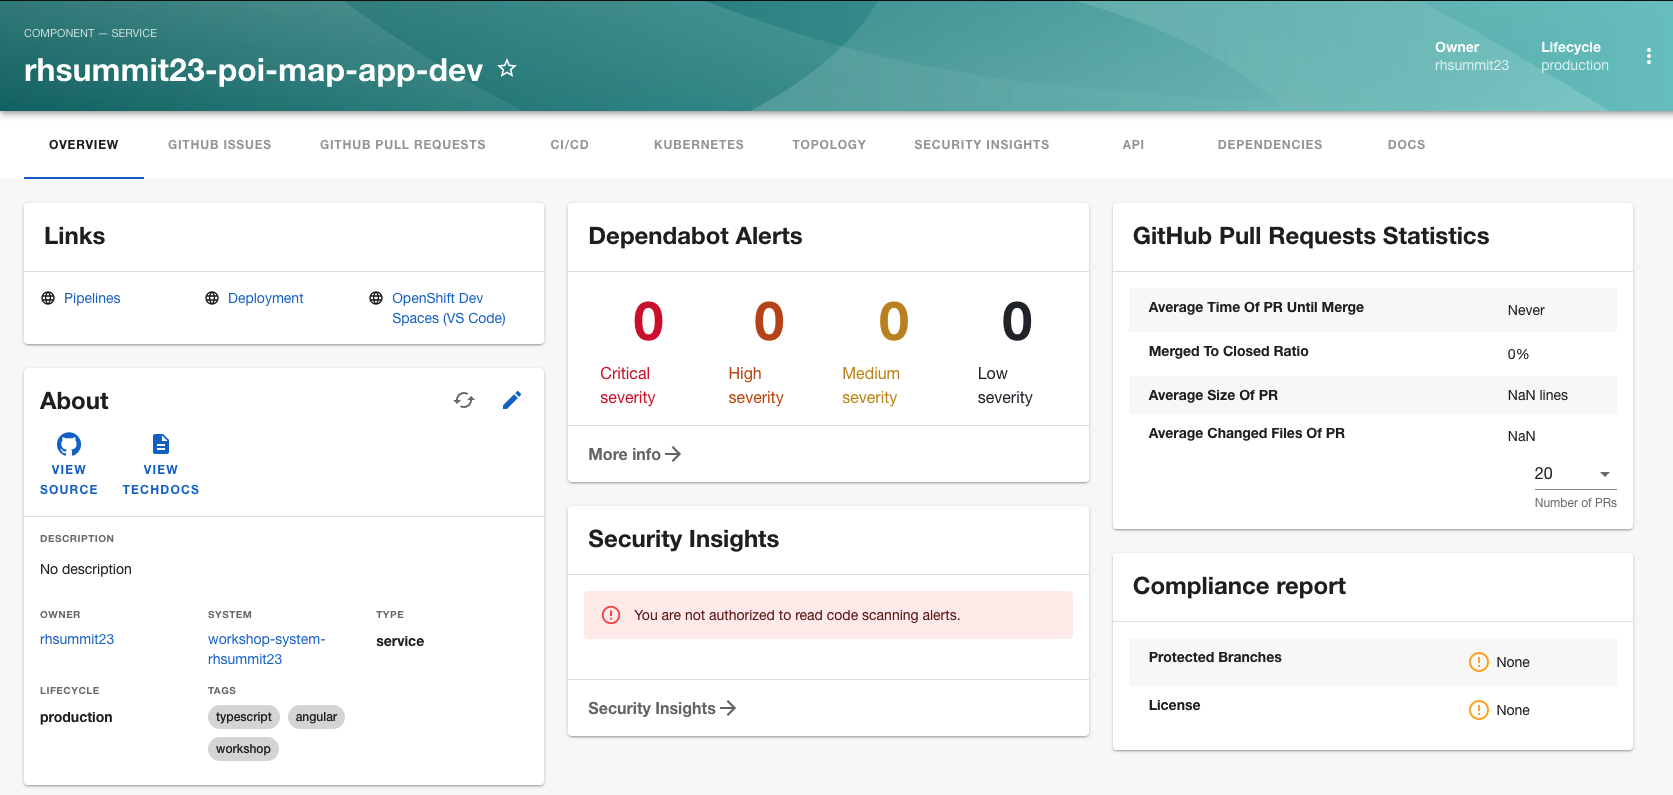 COMPONENT — SERVICE
rhsummit23-poi-map-app-dev
Owner
rhsummit23
Lifecycle
production
OVERVIEW
GITHUB ISSUES
GITHUB PULL REQUESTS
CI/CD
KUBERNETES
TOPOLOGY
SECURITY INSIGHTS
API
DEPENDENCIES
DOCS
Links
Pipelines
Deployment
OpenShift Dev
Spaces (VS Code)
About
VIEW
SOURCE
VIEW
TECHDOCS
DESCRIPTION
No description
OWNER
rhsummit23
SYSTEM
workshop-system-
rhsummit23
TYPE
service
LIFECYCLE
production
TAGS
typescript
angular
workshop
Dependabot Alerts
0
Critical
severity
0
High
severity
0
Medium
severity
0
Low
severity
More info
Security Insights
You are not authorized to read code scanning alerts.
Security Insights
GitHub Pull Requests Statistics
Average Time Of PR Until Merge
Never
Merged To Closed Ratio
0%
Average Size Of PR
NaN lines
Average Changed Files Of PR
NaN
20
Number of PRs
Compliance report
Protected Branches
None
License
None